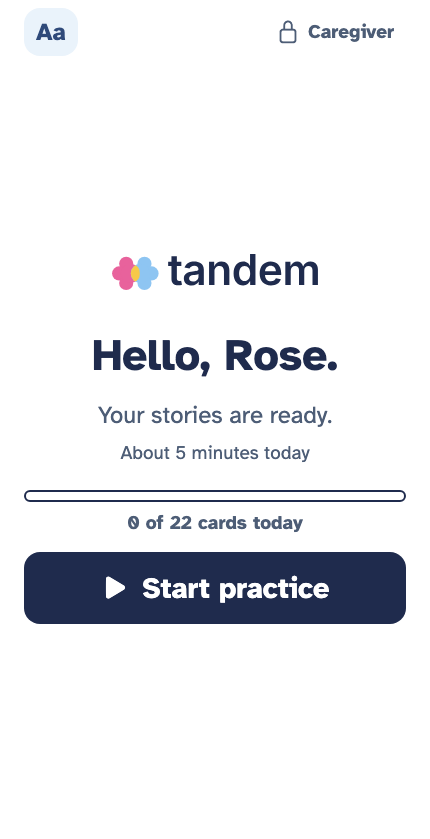 Aa
Caregiver
tandem
Hello, Rose.
Your stories are ready.
About 5 minutes today
0 of 22 cards today
Start practice